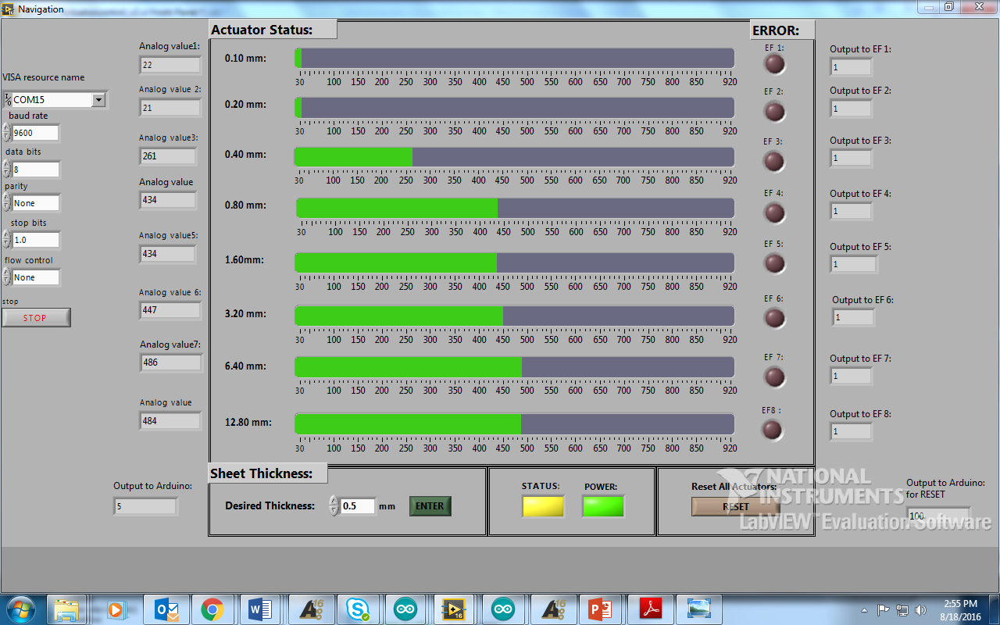 Navigation
Actuator Status:
ERROR:
VISA resource name
COM15
baud rate
9600
data bits
8
parity
None
stop bits
1.0
flow control
None
stop
STOP
Analog value1:
22
Analog value 2:
21
Analog value3:
261
Analog value
434
Analog value5:
434
Analog value 6:
447
Analog value7:
486
Analog value
484
0.10 mm:
30 100 150 200 250 300 350 400 450 500 550 600 650 700 750 800 850 920
0.20 mm:
30 100 150 200 250 300 350 400 450 500 550 600 650 700 750 800 850 920
0.40 mm:
30 100 150 200 250 300 350 400 450 500 550 600 650 700 750 800 850 920
0.80 mm:
30 100 150 200 250 300 350 400 450 500 550 600 650 700 750 800 850 920
1.60mm:
30 100 150 200 250 300 350 400 450 500 550 600 650 700 750 800 850 920
3.20 mm:
30 100 150 200 250 300 350 400 450 500 550 600 650 700 750 800 850 920
6.40 mm:
30 100 150 200 250 300 350 400 450 500 550 600 650 700 750 800 850 920
12.80 mm:
30 100 150 200 250 300 350 400 450 500 550 600 650 700 750 800 850 920
EF 1:
EF 2:
EF 3:
EF 4:
EF 5:
EF 6:
EF 7:
EF8 :
Output to EF 1:
1
Output to EF 2:
1
Output to EF 3:
1
Output to EF 4:
1
Output to EF 5:
1
Output to EF 6:
1
Output to EF 7:
1
Output to EF 8:
1
Output to Arduino:
5
Sheet Thickness:
Desired Thickness: 0.5 mm ENTER
STATUS: POWER:
Reset All Actuators:
RESET
Output to Arduino:
for RESET
100
NATIONAL
INSTRUMENTS
LabVIEW™ Evaluation Software
2:55 PM
8/18/2016